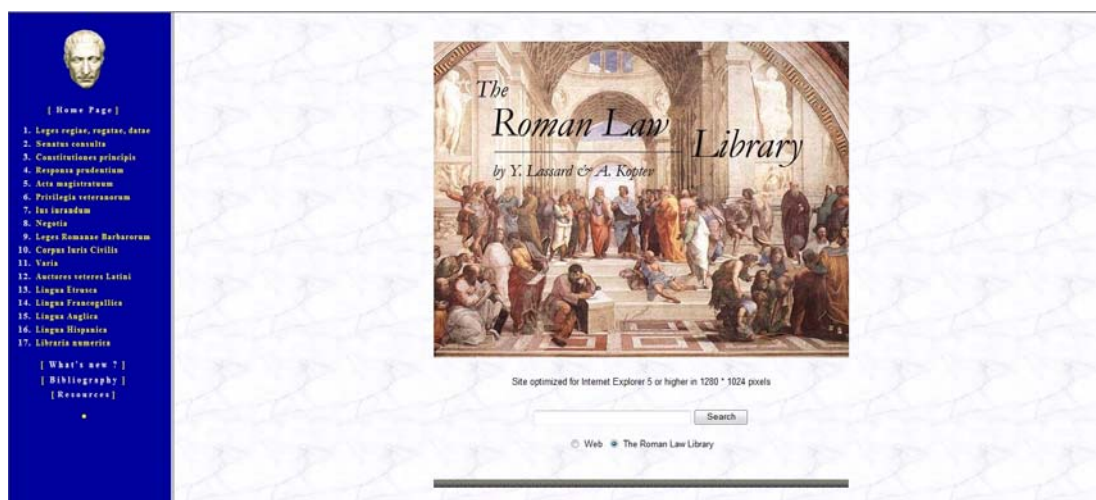 [ Home Page ]
1. Leges regiae, rogatae, datae
2. Senatus consulta
3. Constitutiones principis
4. Responsa prudentium
5. Acta magistratuum
6. Privilegia veteranorum
7. Ius iurandum
8. Negotia
9. Leges Romanae Barbarorum
10. Corpus Iuris Civilis
11. Varia
12. Auctores veteres Latini
13. Lingua Etrusca
14. Lingua Francogallica
15. Lingua Anglica
16. Lingua Hispanica
17. Libraria numerica
[ What's new ? ]
[ Bibliography ]
[ Resources ]
The
Roman Law
Library
by Y. Lassard & A. Koptev
Site optimized for Internet Explorer 5 or higher in 1280 * 1024 pixels
Search
Web The Roman Law Library